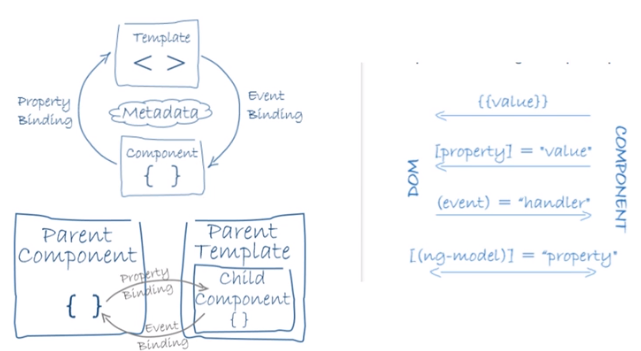 Template
< >
Property
Binding
Metadata
Event
Binding
Component
{ }
Parent
Component
{ }
Property
Binding
Event
Binding
Parent
Template
Child
Component
{ }
{{value}}
[property] = "value"
(event) = "handler"
[(ng-model)] = "property"
DOM
COMPONENT